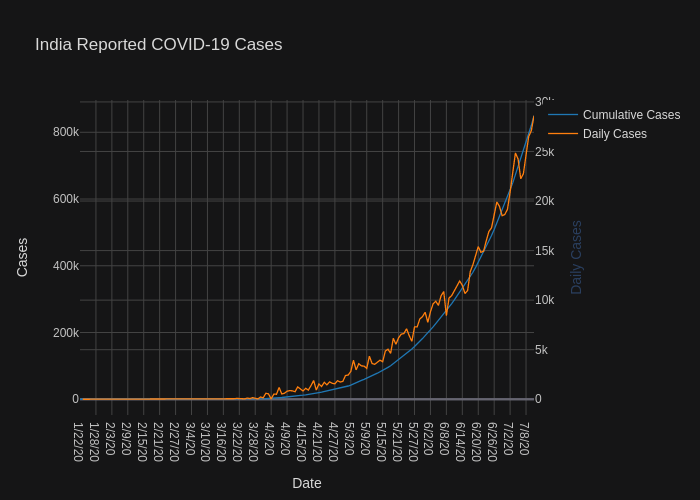 India Reported COVID-19 Cases
Cumulative Cases
Daily Cases
Cases
800k
600k
400k
200k
0
30k
25k
20k
15k
10k
5k
0
Daily Cases
1/22/20
1/28/20
2/3/20
2/9/20
2/15/20
2/21/20
2/27/20
3/4/20
3/10/20
3/16/20
3/22/20
3/28/20
4/3/20
4/9/20
4/15/20
4/21/20
4/27/20
5/3/20
5/9/20
5/15/20
5/21/20
5/27/20
6/2/20
6/8/20
6/14/20
6/20/20
6/26/20
7/2/20
7/8/20
Date